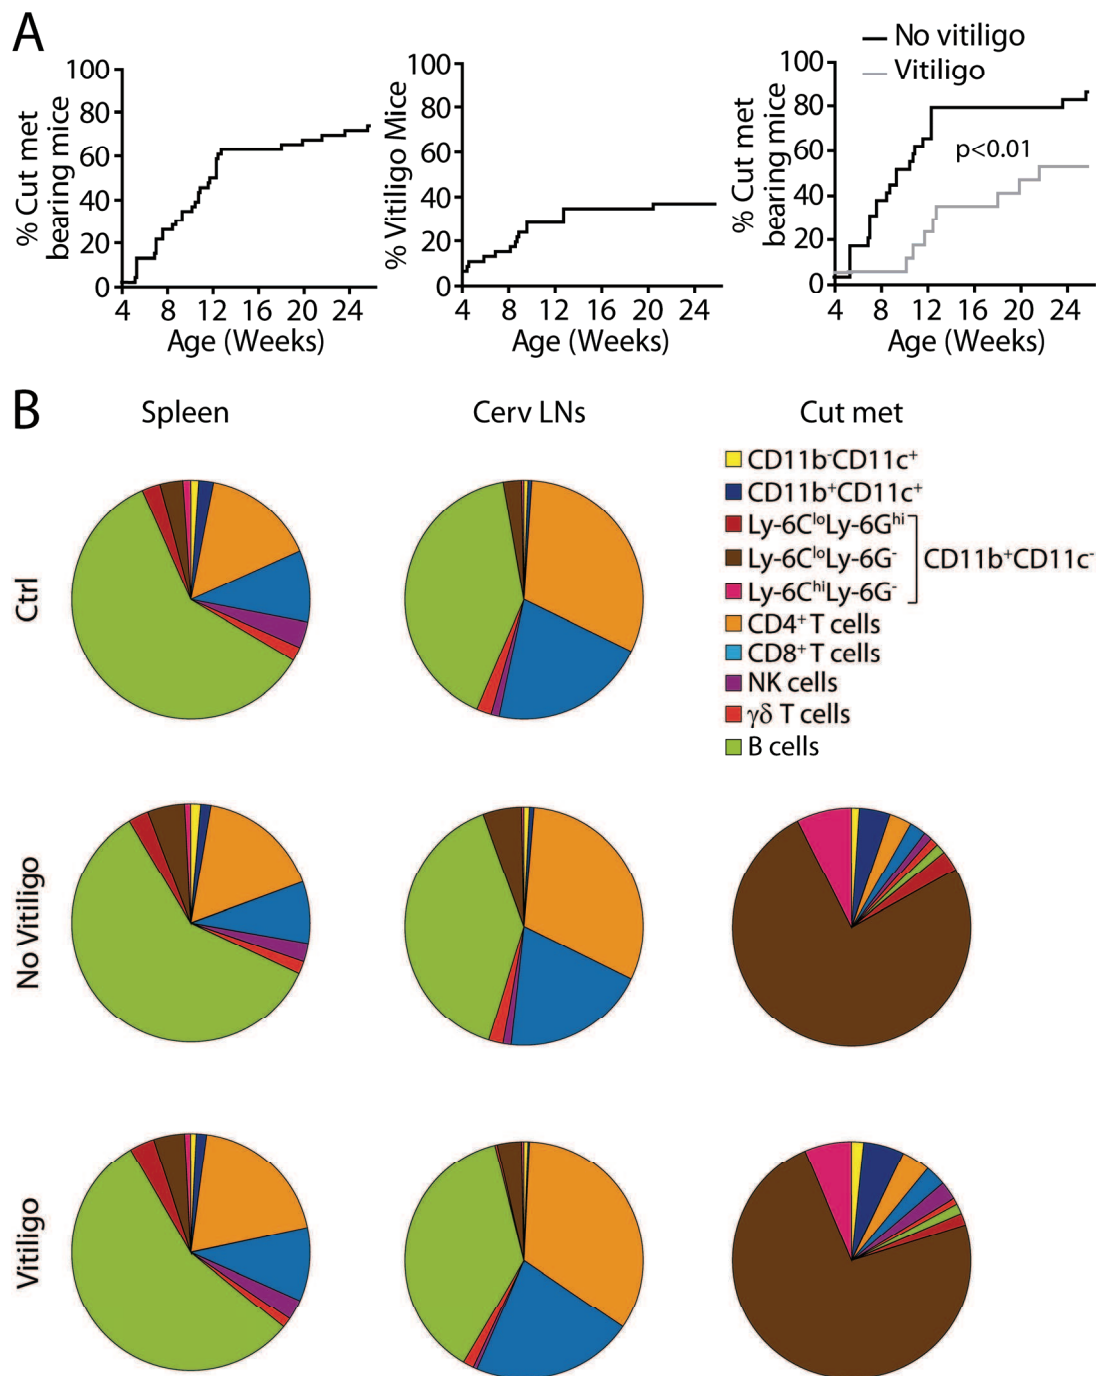 A
% Cut met
bearing mice
100
80
60
40
20
0
4 8 12 16 20 24
Age (Weeks)
% Vitiligo Mice
100
80
60
40
20
0
4 8 12 16 20 24
Age (Weeks)
No vitiligo
Vitiligo
% Cut met
bearing mice
100
80
60
40
20
0
p<0.01
4 8 12 16 20 24
Age (Weeks)
B
Spleen
Cerv LNs
Cut met
CD11b⁻CD11c⁺
CD11b⁺CD11c⁺
Ly-6CˡᵒLy-6Gʰⁱ
Ly-6CˡᵒLy-6G⁻
Ly-6CʰⁱLy-6G⁻
CD11b⁺CD11c⁻
CD4⁺ T cells
CD8⁺ T cells
NK cells
γδ T cells
B cells
Ctrl
No Vitiligo
Vitiligo